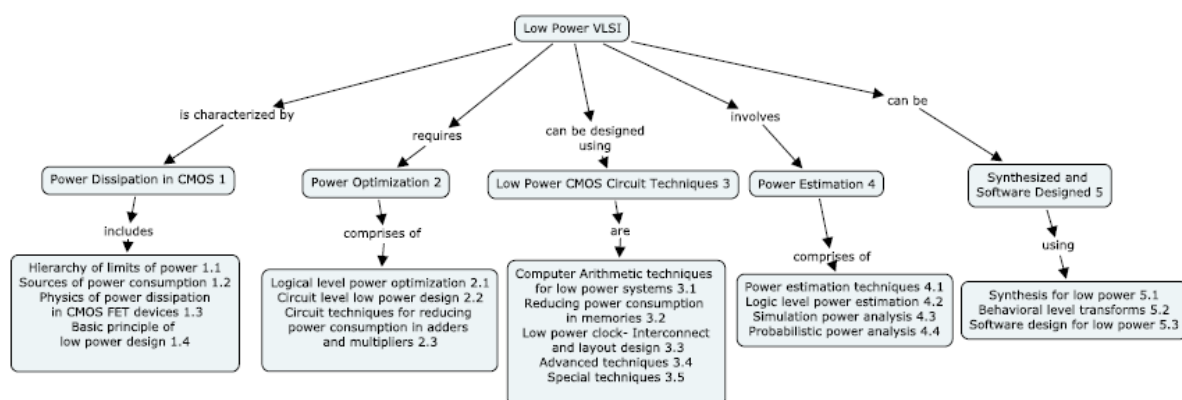 Low Power VLSI
is characterized by
requires
can be designed
using
involves
can be
Power Dissipation in CMOS 1
Power Optimization 2
Low Power CMOS Circuit Techniques 3
Power Estimation 4
Synthesized and
Software Designed 5
includes
comprises of
are
comprises of
using
Hierarchy of limits of power 1.1
Sources of power consumption 1.2
Physics of power dissipation
in CMOS FET devices 1.3
Basic principle of
low power design 1.4
Logical level power optimization 2.1
Circuit level low power design 2.2
Circuit techniques for reducing
power consumption in adders
and multipliers 2.3
Computer Arithmetic techniques
for low power systems 3.1
Reducing power consumption
in memories 3.2
Low power clock- Interconnect
and layout design 3.3
Advanced techniques 3.4
Special techniques 3.5
Power estimation techniques 4.1
Logic level power estimation 4.2
Simulation power analysis 4.3
Probabilistic power analysis 4.4
Synthesis for low power 5.1
Behavioral level transforms 5.2
Software design for low power 5.3